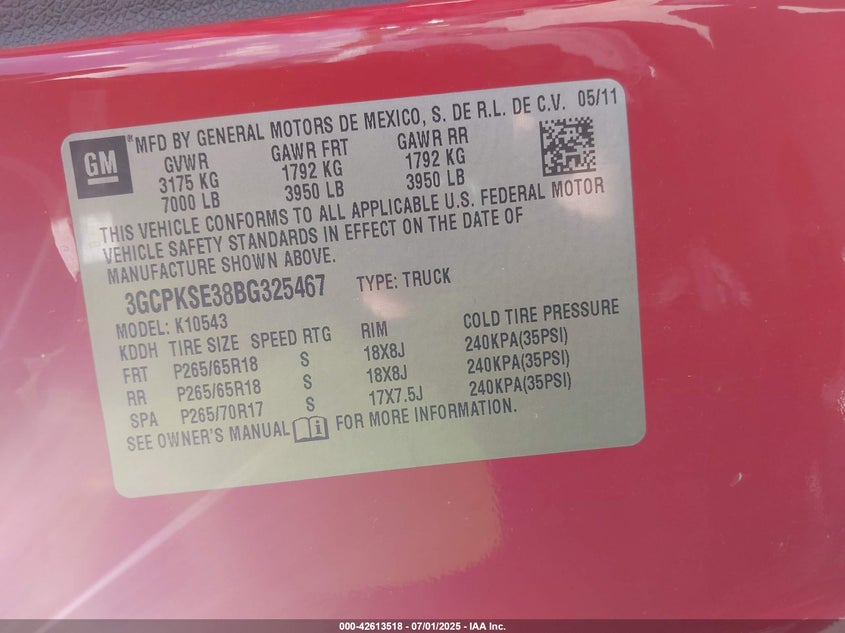 GM
® MFD BY GENERAL MOTORS DE MEXICO, S. DE R.L. DE C.V. 05/11
GVWR GAWR FRT GAWR RR
3175 KG 1792 KG 1792 KG
7000 LB 3950 LB 3950 LB
THIS VEHICLE CONFORMS TO ALL APPLICABLE U.S. FEDERAL MOTOR
VEHICLE SAFETY STANDARDS IN EFFECT ON THE DATE OF
MANUFACTURE SHOWN ABOVE.
3GCPKSE38BG325467 TYPE: TRUCK
MODEL: K10543
KDDH TIRE SIZE SPEED RTG RIM COLD TIRE PRESSURE
FRT P265/65R18 S 18X8J 240KPA(35PSI)
RR P265/65R18 S 18X8J 240KPA(35PSI)
SPA P265/70R17 S 17X7.5J 240KPA(35PSI)
SEE OWNER'S MANUAL i FOR MORE INFORMATION.
000-42613518 - 07/01/2025 - IAA Inc.